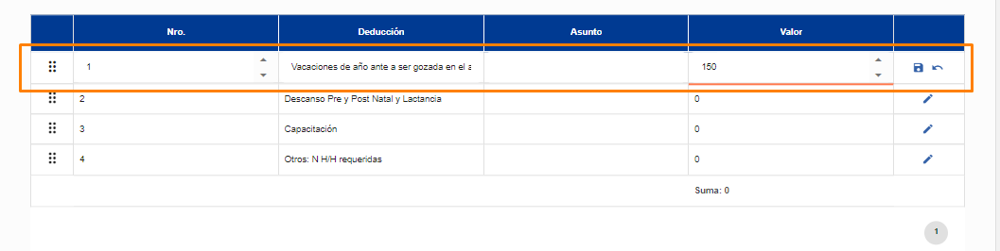 Nro. Deducción Asunto Valor
1 Vacaciones de año ante a ser gozada en el 150
2 Descanso Pre y Post Natal y Lactancia 0
3 Capacitación 0
4 Otros: N H/H requeridas 0
Suma: 0
1